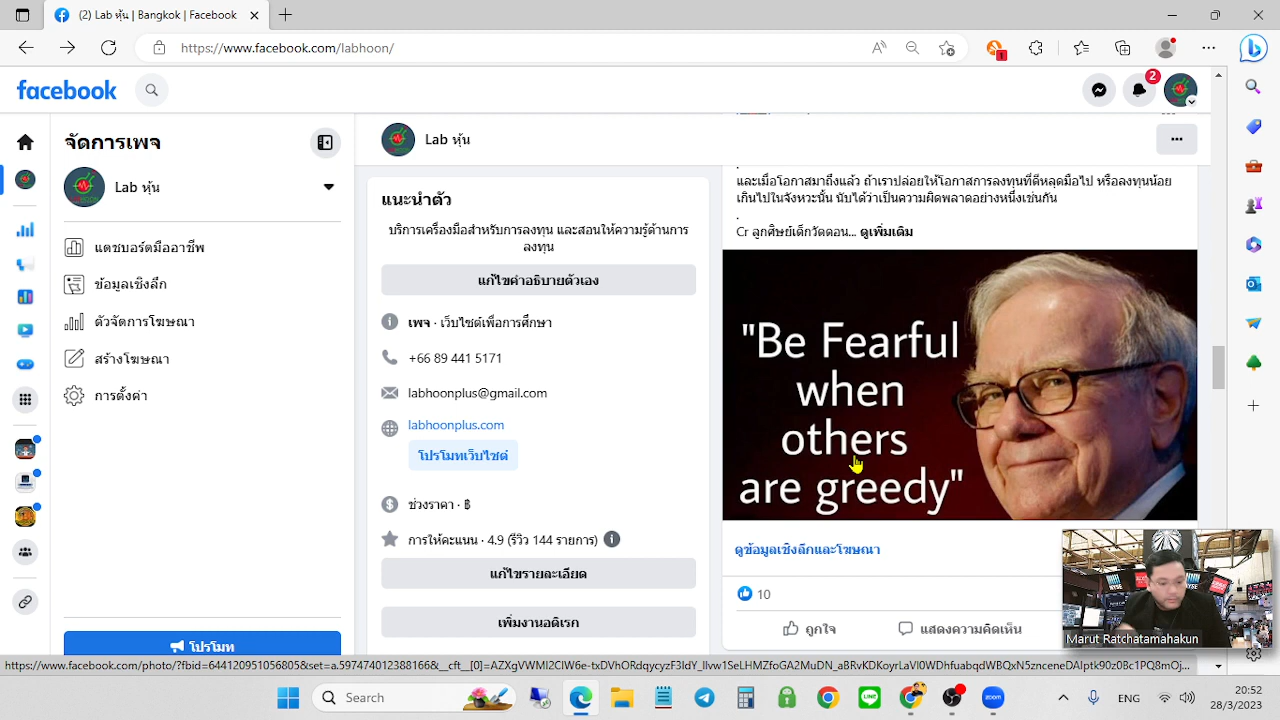 (2) Lab หุ้น | Bangkok | Facebook
https://www.facebook.com/labhoon/
1
facebook
2
จัดการเพจ
Lab หุ้น
Lab หุ้น
แดชบอร์ดมืออาชีพ
ข้อมูลเชิงลึก
ตัวจัดการโฆษณา
สร้างโฆษณา
การตั้งค่า
โปรโมท
แนะนำตัว
บริการเครื่องมือสำหรับการลงทุน และสอนให้ความรู้ด้านการ
ลงทุน
แก้ไขคำอธิบายตัวเอง
เพจ · เว็บไซต์เพื่อการศึกษา
+66 89 441 5171
labhoonplus@gmail.com
labhoonplus.com
โปรโมทเว็บไซต์
ช่วงราคา · ฿
การให้คะแนน · 4.9 (รีวิว 144 รายการ)
แก้ไขรายละเอียด
เพิ่มงานอดิเรก
.
และเมื่อโอกาสมาถึงแล้ว ถ้าเราปล่อยให้โอกาสการลงทุนที่ดีหลุดมือไป หรือลงทุนน้อย
เกินไปในจังหวะนั้น นับได้ว่าเป็นความผิดพลาดอย่างหนึ่งเช่นกัน
.
Cr ลูกศิษย์เด็กวัดดอน... ดูเพิ่มเติม
"Be Fearful
when
others
are greedy"
ดูข้อมูลเชิงลึกและโฆษณา
10
ถูกใจ
แสดงความคิดเห็น
Marut Ratchatamahakun
Search
zoom
ENG
20:52
28/3/2023